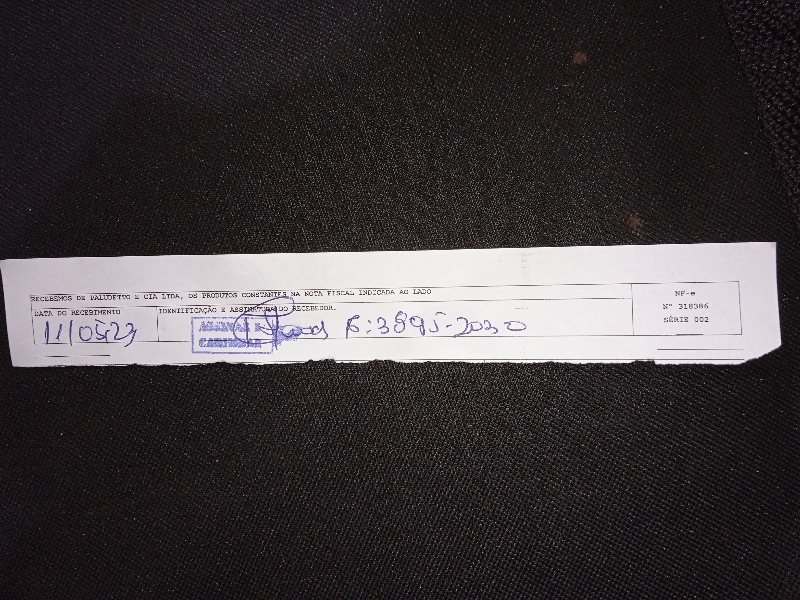 RECEBEMOS DE PALUDETTO E CIA LTDA, OS PRODUTOS CONSTANTES NA NOTA FISCAL INDICADA AO LADO
DATA DO RECEBIMENTO
11/05/23
IDENTIFICAÇÃO E ASSINATURA DO RECEBEDOR.
3895-2030
NF-e
Nº 318386
SÉRIE 002